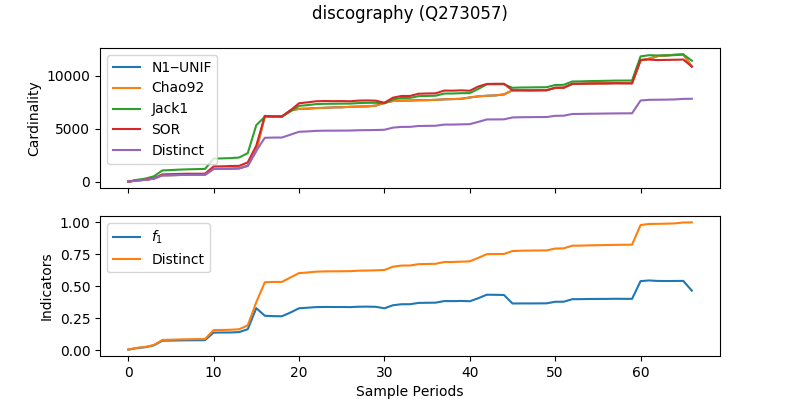 discography (Q273057)
Cardinality
10000
5000
0
N1−UNIF
Chao92
Jack1
SOR
Distinct
Indicators
1.00
0.75
0.50
0.25
0.00
f1
Distinct
0 10 20 30 40 50 60
Sample Periods